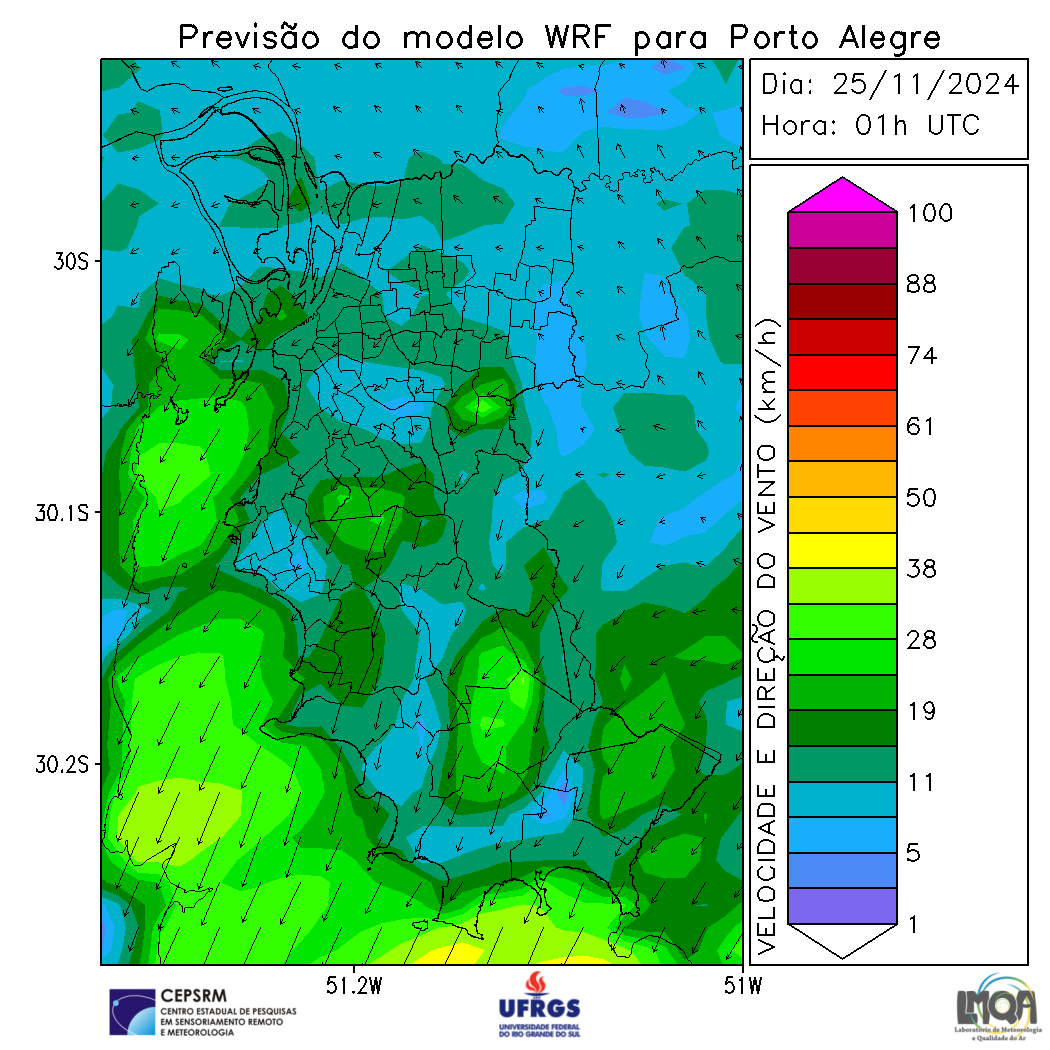 Previsão do modelo WRF para Porto Alegre
Dia: 25/11/2024
Hora: 01h UTC
30S
30.1S
30.2S
51.2W
51W
VELOCIDADE E DIREÇÃO DO VENTO (km/h)
100
88
74
61
50
38
28
19
11
5
1
CEPSRM
CENTRO ESTADUAL DE PESQUISAS
EM SENSORIAMENTO REMOTO
E METEOROLOGIA
UFRGS
UNIVERSIDADE FEDERAL
DO RIO GRANDE DO SUL
LMQA
Laboratório de Meteorologia
e Qualidade do Ar